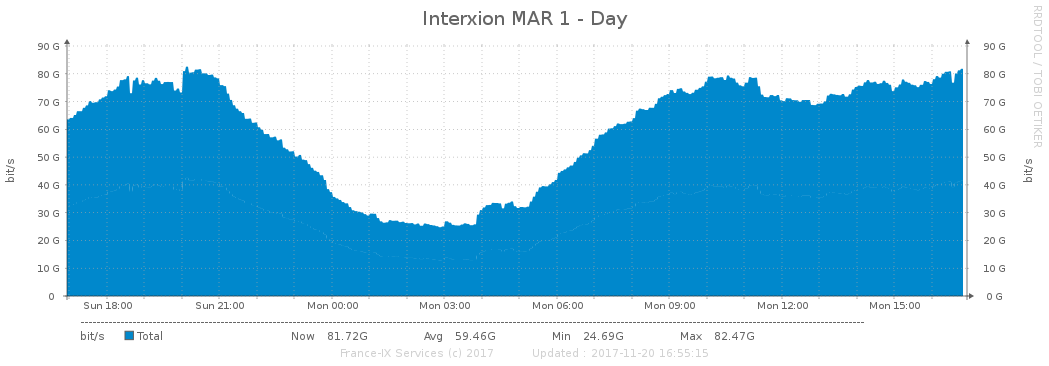 Interxion MAR 1 - Day
RRDTOOL / TOBI OETIKER
90 G 90 G
80 G 80 G
70 G 70 G
60 G 60 G
50 G 50 G
40 G 40 G
30 G 30 G
20 G 20 G
10 G 10 G
0 0 G
bit/s
bit/s
Sun 18:00 Sun 21:00 Mon 00:00 Mon 03:00 Mon 06:00 Mon 09:00 Mon 12:00 Mon 15:00
bit/s Total Now 81.72G Avg 59.46G Min 24.69G Max 82.47G
France-IX Services (c) 2017 Updated : 2017-11-20 16:55:15